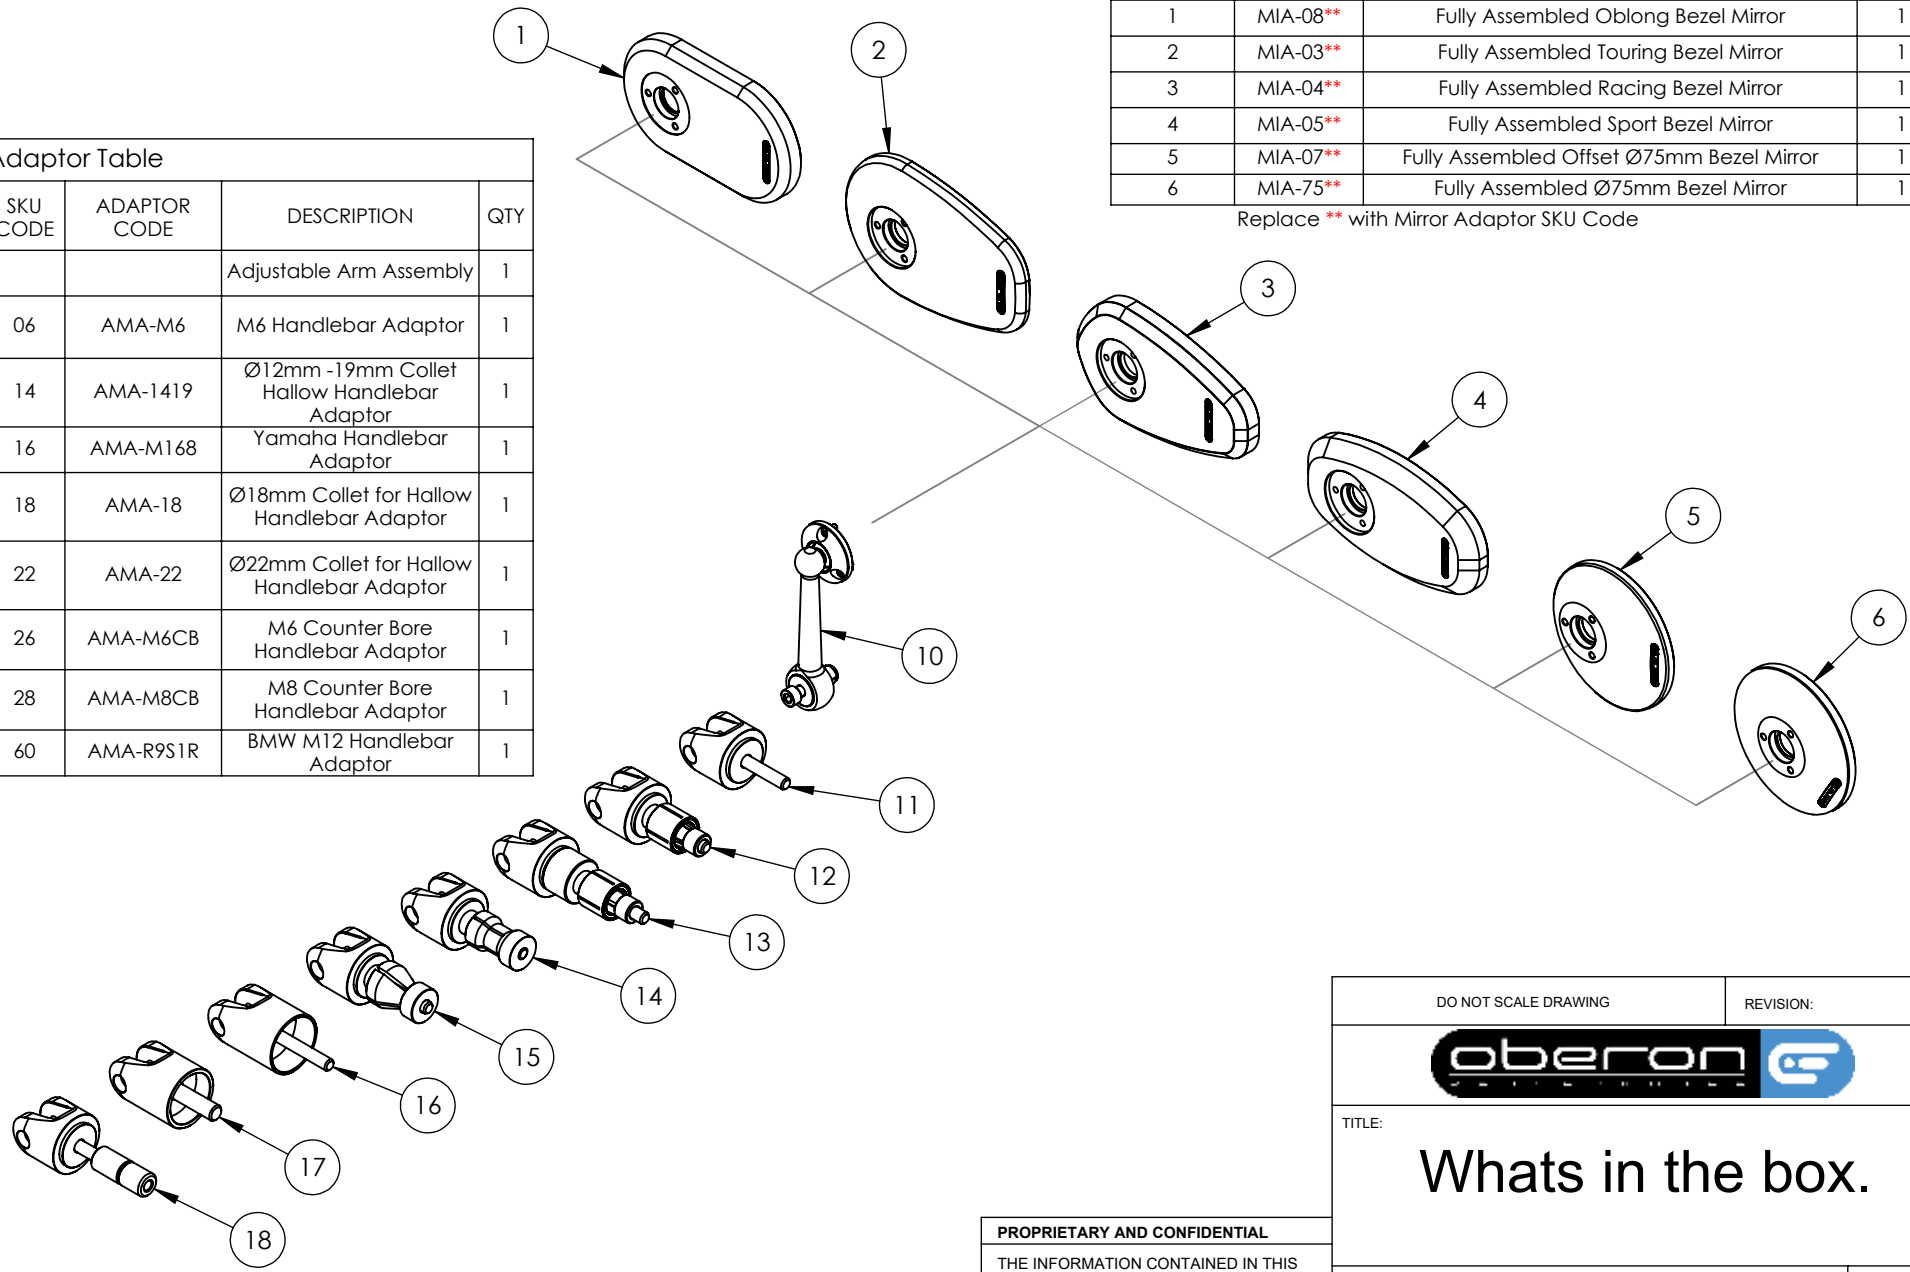 1 MIA-08** Fully Assembled Oblong Bezel Mirror 1
2 MIA-03** Fully Assembled Touring Bezel Mirror 1
3 MIA-04** Fully Assembled Racing Bezel Mirror 1
4 MIA-05** Fully Assembled Sport Bezel Mirror 1
5 MIA-07** Fully Assembled Offset Ø75mm Bezel Mirror 1
6 MIA-75** Fully Assembled Ø75mm Bezel Mirror 1
Replace ** with Mirror Adaptor SKU Code
Adaptor Table
SKU CODE ADAPTOR CODE DESCRIPTION QTY
Adjustable Arm Assembly 1
06 AMA-M6 M6 Handlebar Adaptor 1
14 AMA-1419 Ø12mm -19mm Collet Hallow Handlebar Adaptor 1
16 AMA-M168 Yamaha Handlebar Adaptor 1
18 AMA-18 Ø18mm Collet for Hallow Handlebar Adaptor 1
22 AMA-22 Ø22mm Collet for Hallow Handlebar Adaptor 1
26 AMA-M6CB M6 Counter Bore Handlebar Adaptor 1
28 AMA-M8CB M8 Counter Bore Handlebar Adaptor 1
60 AMA-R9S1R BMW M12 Handlebar Adaptor 1
1
2
3
4
5
6
10
11
12
13
14
15
16
17
18
DO NOT SCALE DRAWING
REVISION:
oberon
TITLE:
Whats in the box.
PROPRIETARY AND CONFIDENTIAL
THE INFORMATION CONTAINED IN THIS